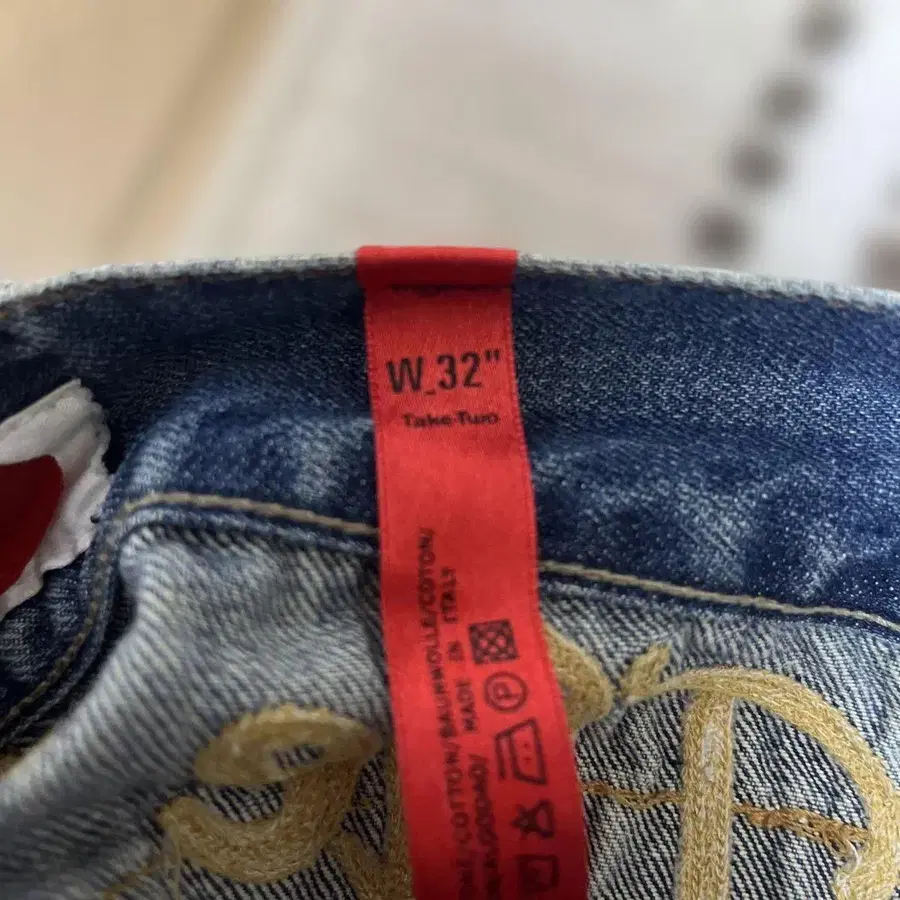 W_32"
Take-Two
/COTTON/BAUMWOLLE/COTON/
MADE IN ITALY
P